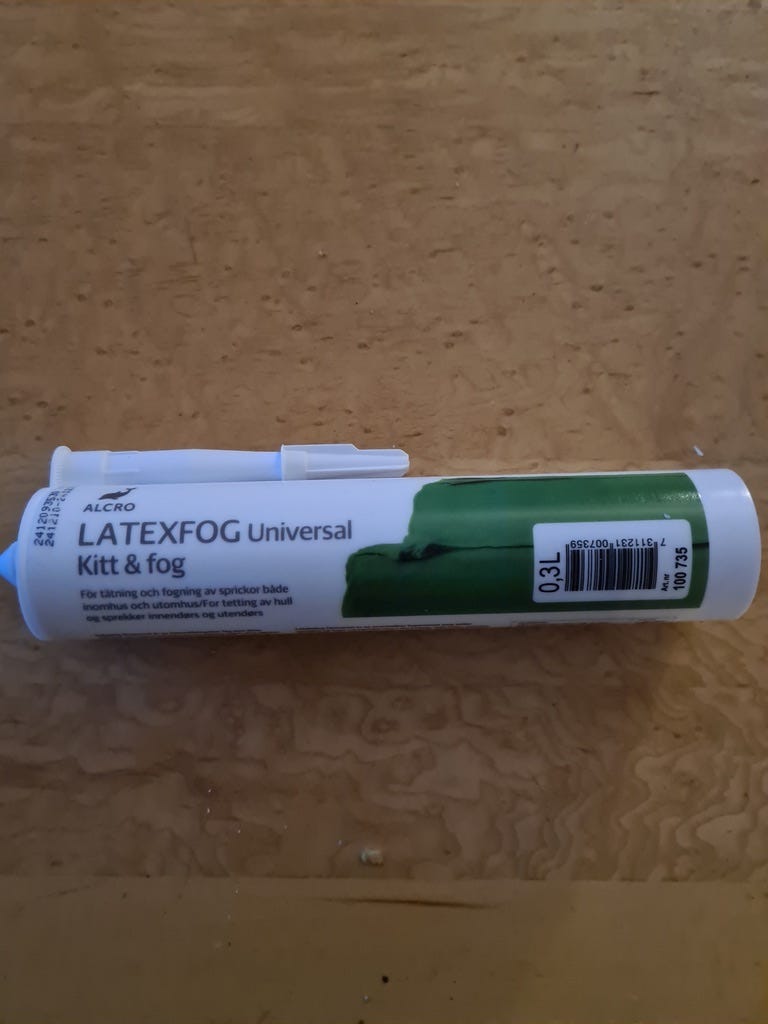 ALCRO
LATEXFOG Universal
Kitt & fog
För tätning och fogning av sprickor både
inomhus och utomhus/For tetting av hull
og sprekker innendørs og utendørs
0,3L
7 311231 007359
Art.nr
100 735